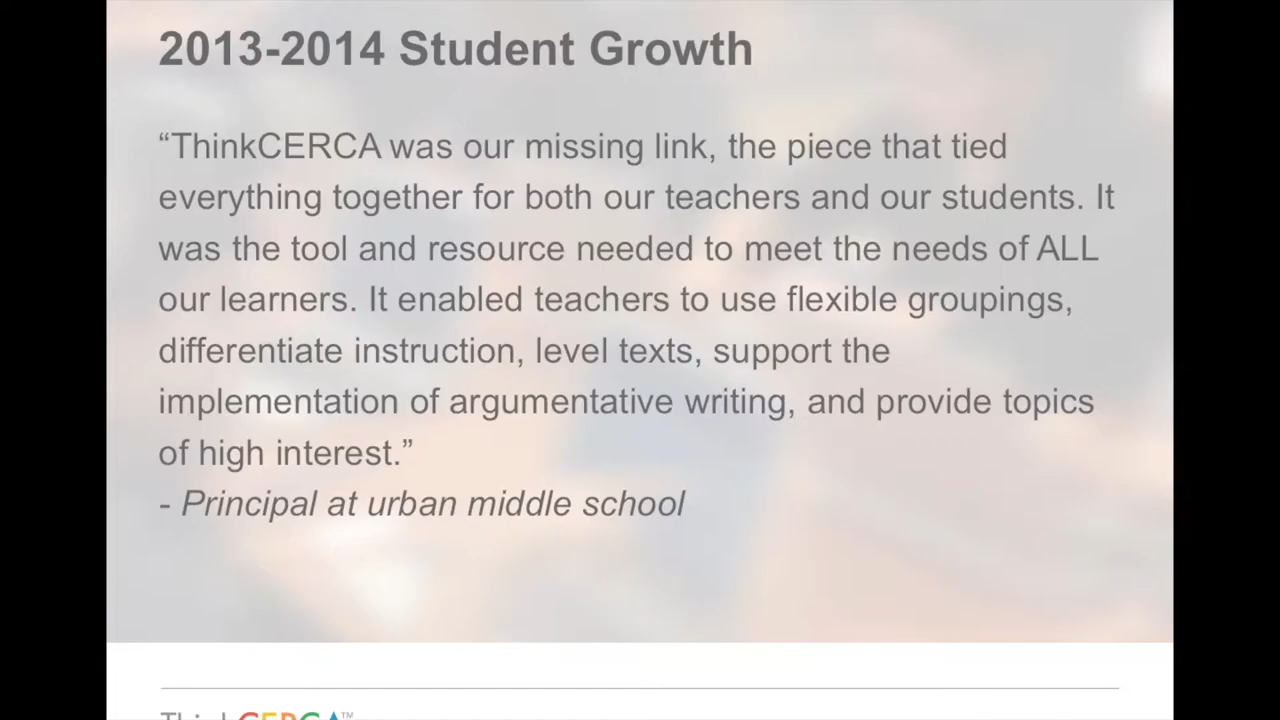 2013-2014 Student Growth
“ThinkCERCA was our missing link, the piece that tied
everything together for both our teachers and our students. It
was the tool and resource needed to meet the needs of ALL
our learners. It enabled teachers to use flexible groupings,
differentiate instruction, level texts, support the
implementation of argumentative writing, and provide topics
of high interest.”
- Principal at urban middle school
ThinkCERCA™